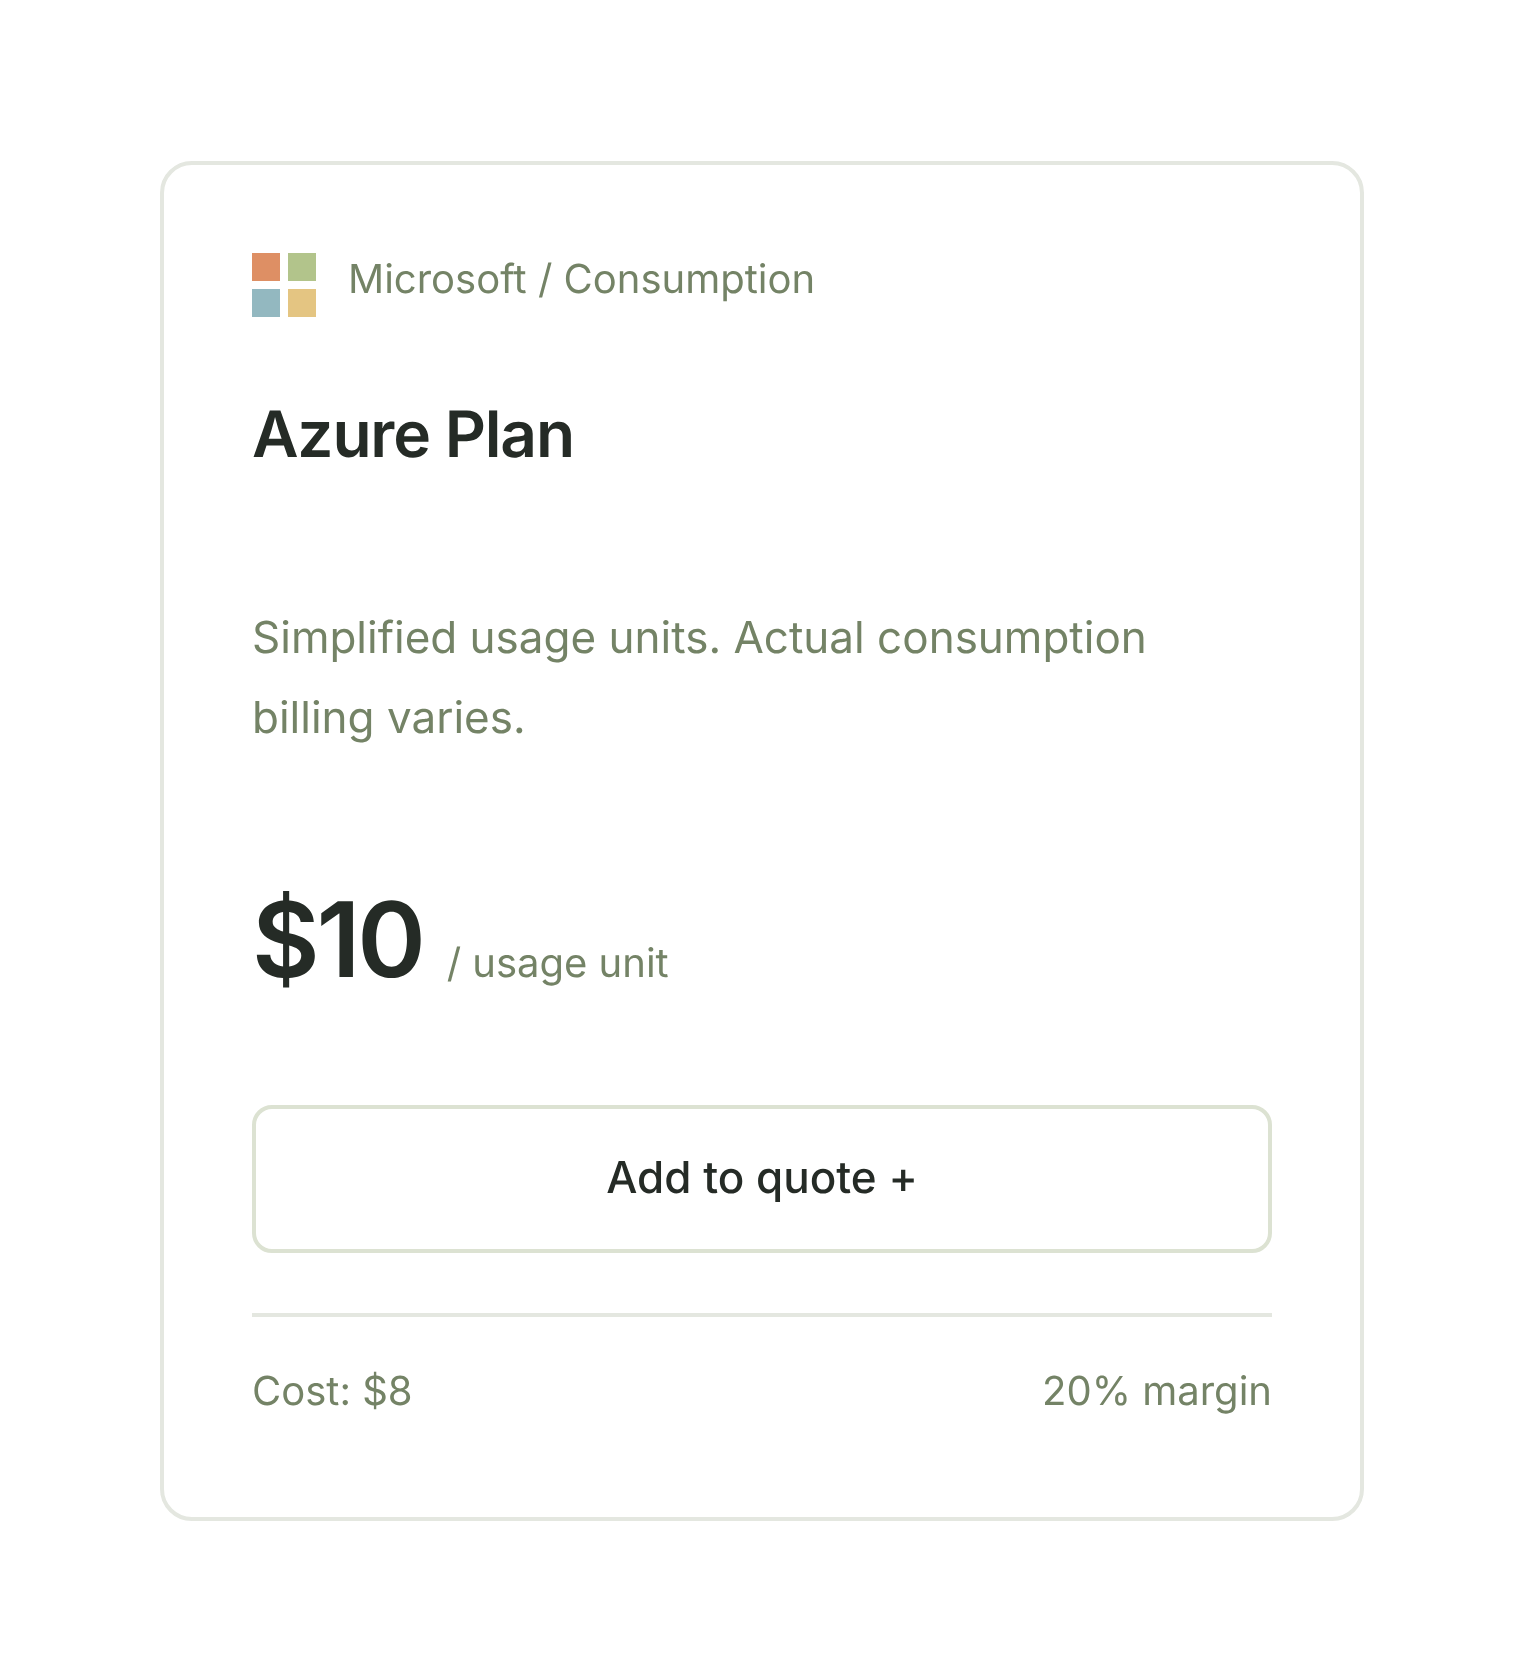 Microsoft / Consumption
Azure Plan
Simplified usage units. Actual consumption
billing varies.
$10 / usage unit
Add to quote +
Cost: $8
20% margin